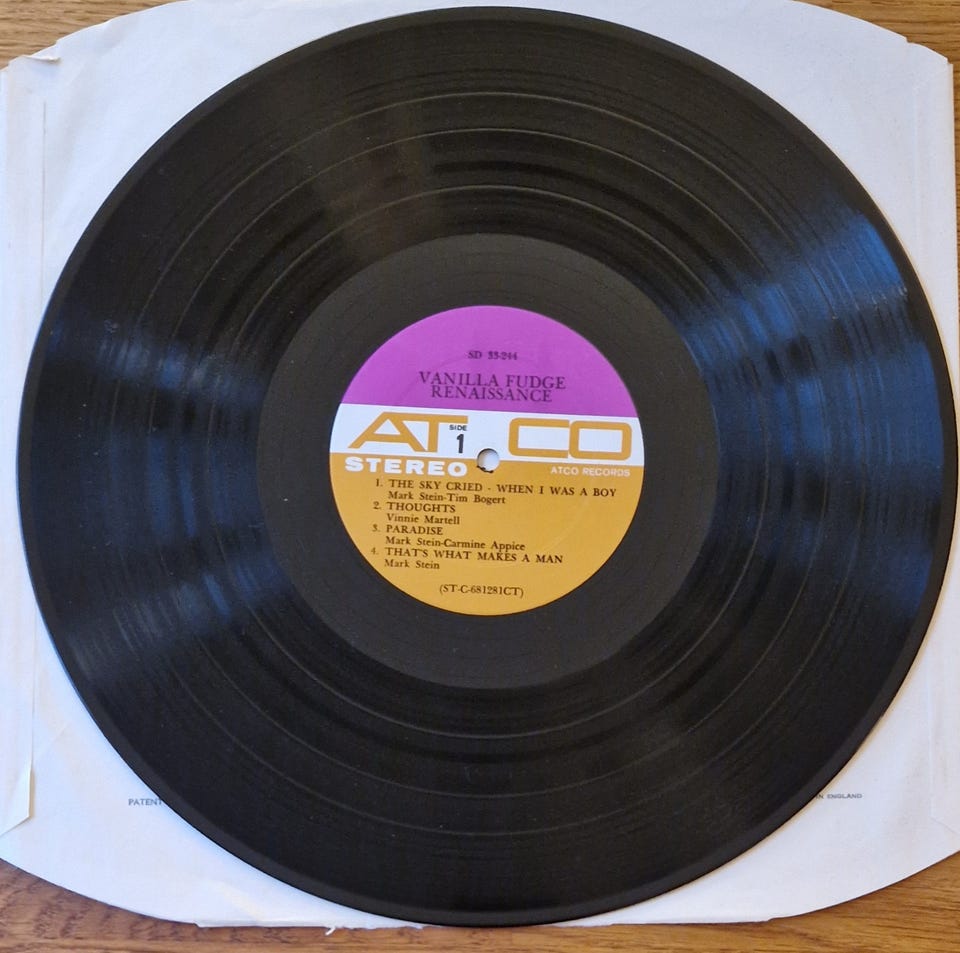 SD 33-244
VANILLA FUDGE
RENAISSANCE
ATCO
SIDE
1
STEREO
ATCO RECORDS
1. THE SKY CRIED - WHEN I WAS A BOY
Mark Stein-Tim Bogert
2. THOUGHTS
Vinnie Martell
3. PARADISE
Mark Stein-Carmine Appice
4. THAT'S WHAT MAKES A MAN
Mark Stein
(ST-C-681281CT)
PATENT
IN ENGLAND